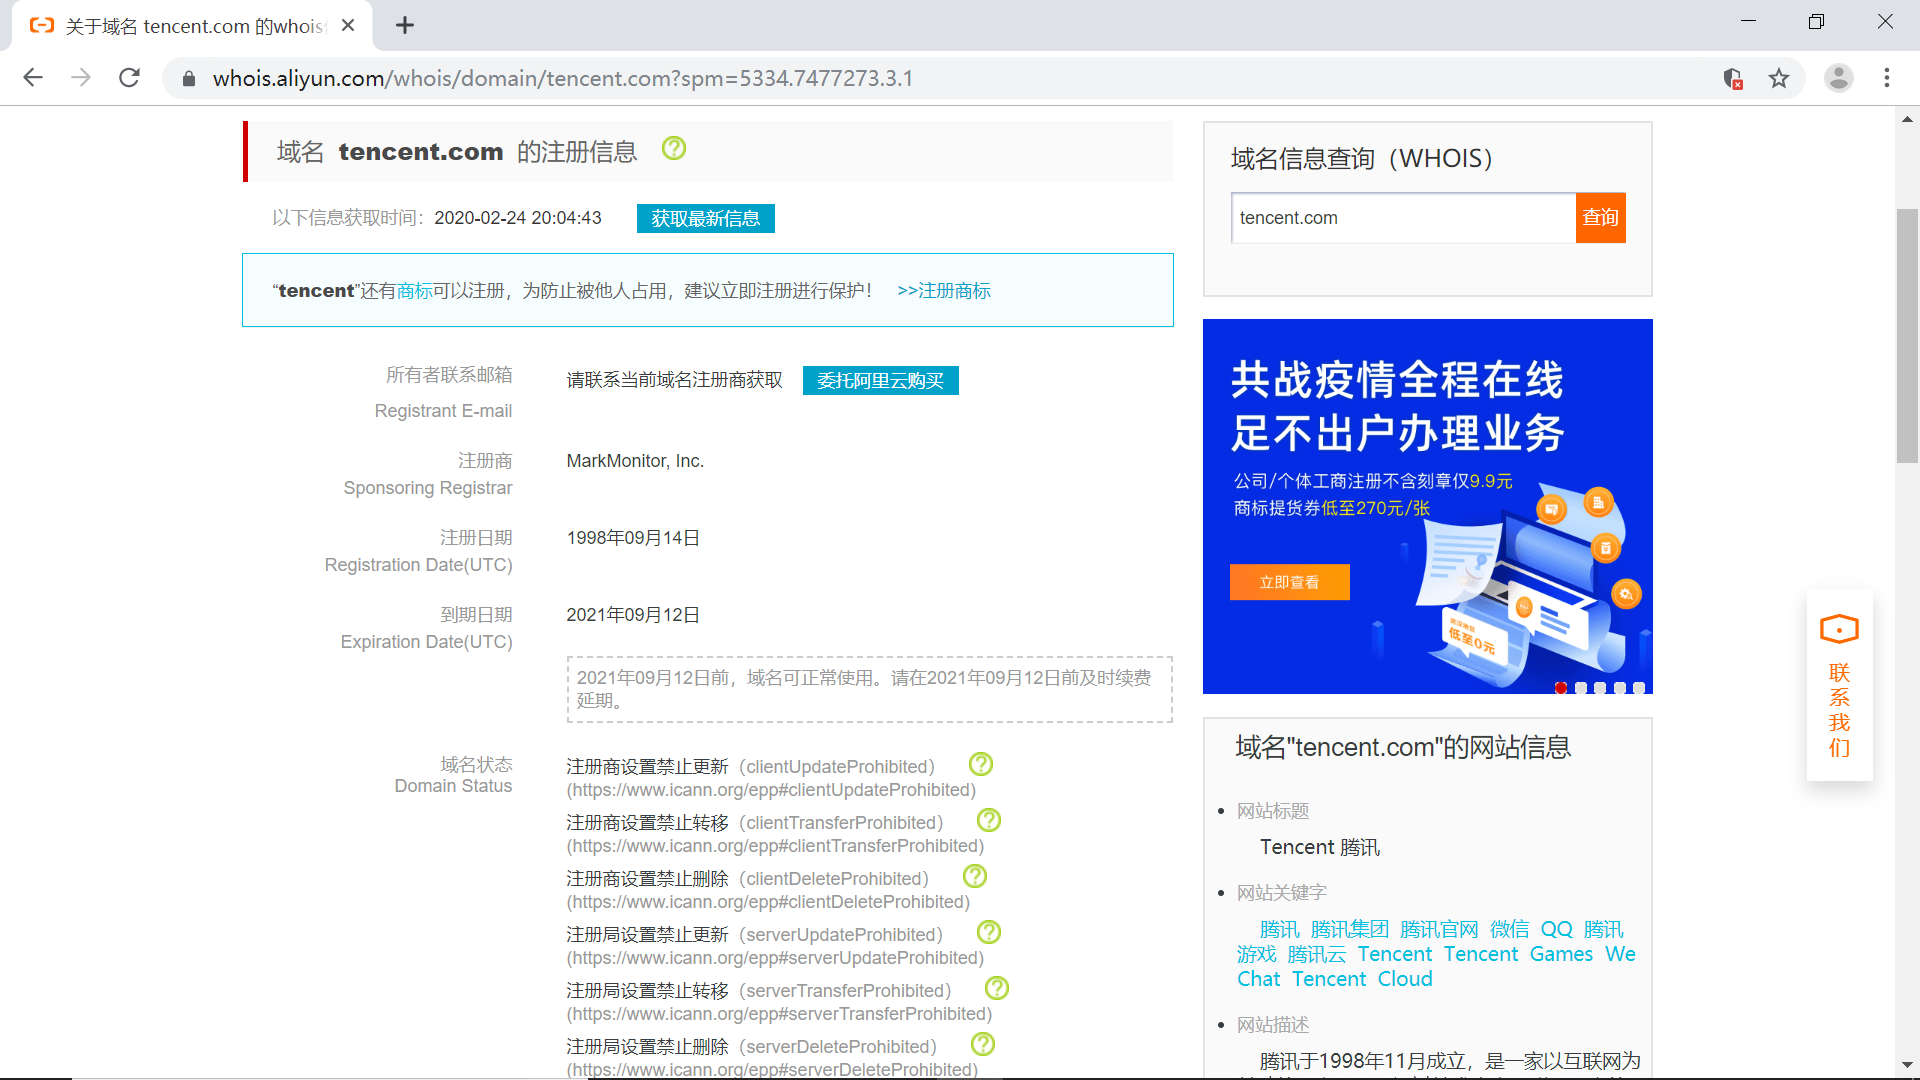 关于域名 tencent.com 的whois
whois.aliyun.com/whois/domain/tencent.com?spm=5334.7477273.3.1
域名 tencent.com 的注册信息
以下信息获取时间：2020-02-24 20:04:43 获取最新信息
“tencent”还有商标可以注册，为防止被他人占用，建议立即注册进行保护！ >>注册商标
所有者联系邮箱
Registrant E-mail
请联系当前域名注册商获取 委托阿里云购买
注册商
Sponsoring Registrar
MarkMonitor, Inc.
注册日期
Registration Date(UTC)
1998年09月14日
到期日期
Expiration Date(UTC)
2021年09月12日
2021年09月12日前，域名可正常使用。请在2021年09月12日前及时续费
延期。
域名状态
Domain Status
注册商设置禁止更新（clientUpdateProhibited）
(https://www.icann.org/epp#clientUpdateProhibited)
注册商设置禁止转移（clientTransferProhibited）
(https://www.icann.org/epp#clientTransferProhibited)
注册商设置禁止删除（clientDeleteProhibited）
(https://www.icann.org/epp#clientDeleteProhibited)
注册局设置禁止更新（serverUpdateProhibited）
(https://www.icann.org/epp#serverUpdateProhibited)
注册局设置禁止转移（serverTransferProhibited）
(https://www.icann.org/epp#serverTransferProhibited)
注册局设置禁止删除（serverDeleteProhibited）
(https://www.icann.org/epp#serverDeleteProhibited)
域名信息查询（WHOIS）
tencent.com 查询
共战疫情全程在线
足不出户办理业务
公司/个体工商注册不含刻章仅9.9元
商标提货券低至270元/张
立即查看
低至0元
域名"tencent.com"的网站信息
网站标题
Tencent 腾讯
网站关键字
腾讯 腾讯集团 腾讯官网 微信 QQ 腾讯
游戏 腾讯云 Tencent Tencent Games We
Chat Tencent Cloud
网站描述
腾讯于1998年11月成立，是一家以互联网为
联
系
我
们